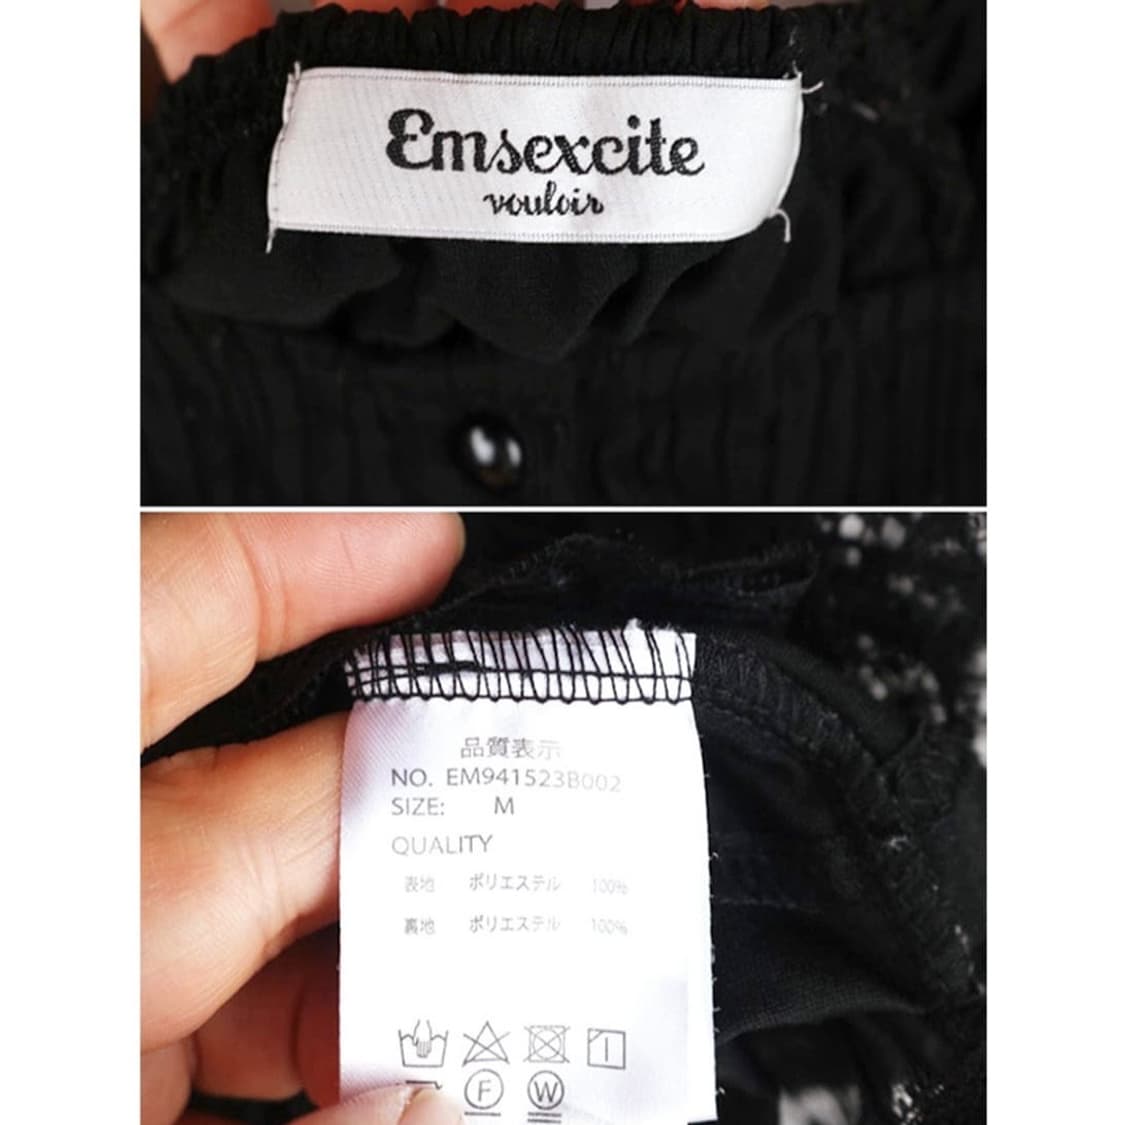 Emsexcite
vouloir
品質表示
NO. EM941523B002
SIZE: M
QUALITY
表地 ポリエステル 100%
裏地 ポリエステル 100%
F W